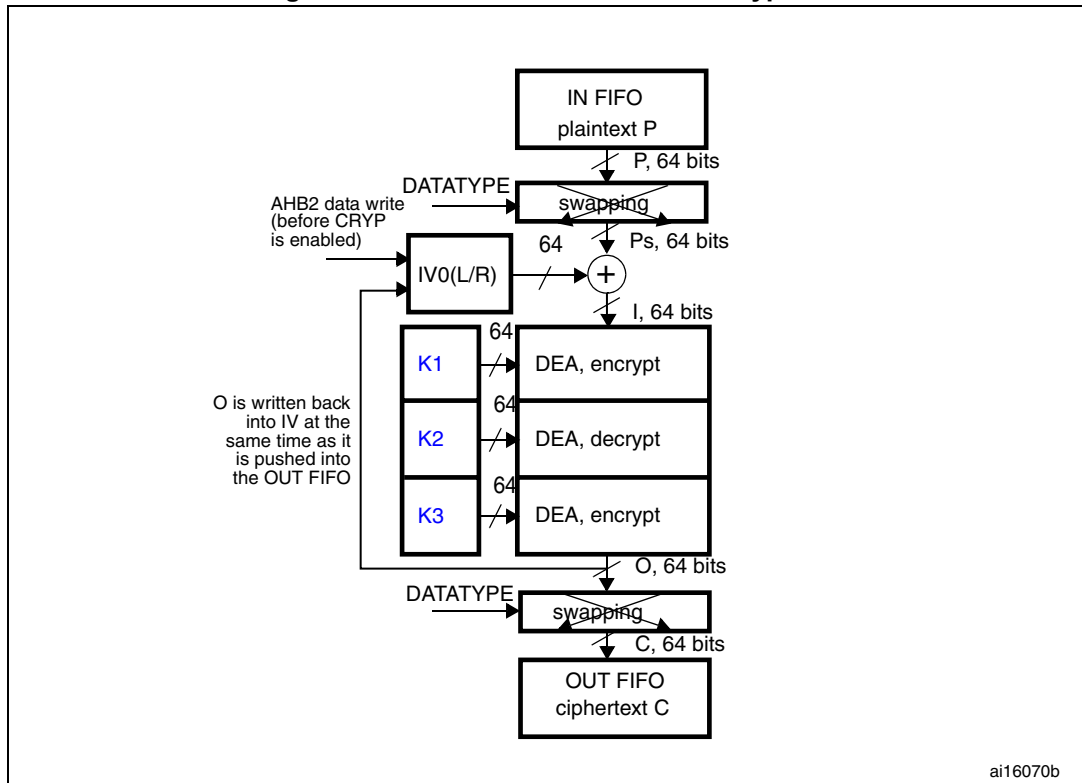 IN FIFO
plaintext P
P, 64 bits
DATATYPE
swapping
AHB2 data write
(before CRYP
is enabled)
Ps, 64 bits
64
IV0(L/R)
+
I, 64 bits
64
K1
DEA, encrypt
64
K2
DEA, decrypt
64
K3
DEA, encrypt
O is written back
into IV at the
same time as it
is pushed into
the OUT FIFO
O, 64 bits
DATATYPE
swapping
C, 64 bits
OUT FIFO
ciphertext C
ai16070b